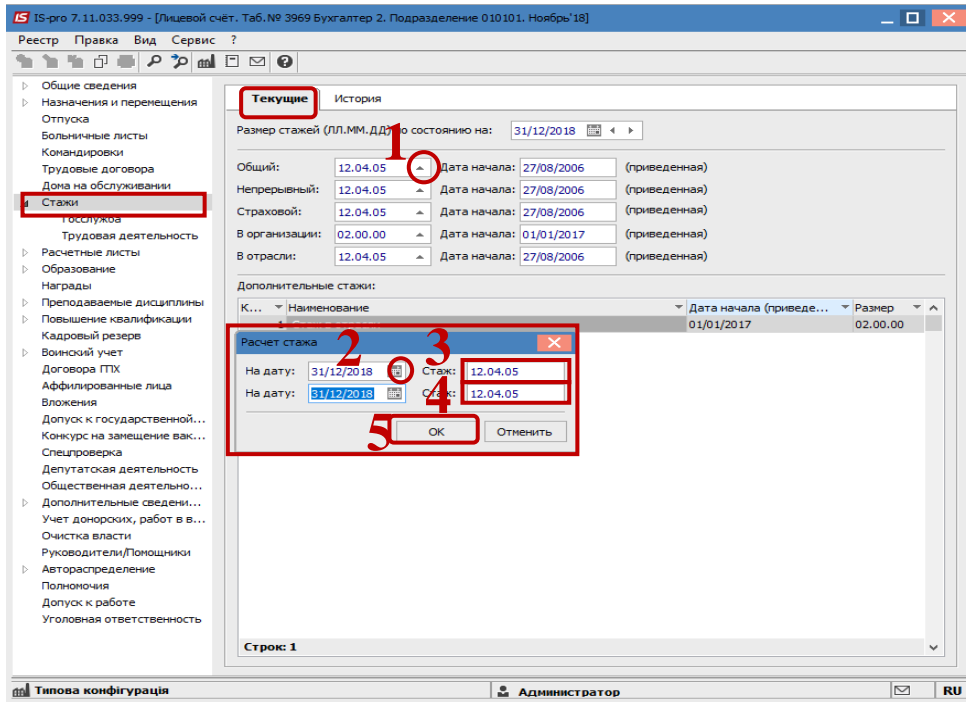 IS-pro 7.11.033.999 - [Лицевой счёт. Таб.№ 3969 Бухгалтер 2. Подразделение 010101. Ноябрь'18]
Реестр Правка Вид Сервис ?
Общие сведения
Назначения и перемещения
Отпуска
Больничные листы
Командировки
Трудовые договора
Дома на обслуживании
Стажи
Госслужба
Трудовая деятельность
Расчетные листы
Образование
Награды
Преподаваемые дисциплины
Повышение квалификации
Кадровый резерв
Воинский учет
Договора ГПХ
Аффилированные лица
Вложения
Допуск к государственной...
Конкурс на замещение вак...
Спецпроверка
Депутатская деятельность
Общественная деятельно...
Дополнительные сведени...
Учет донорских, работ в в...
Очистка власти
Руководители/Помощники
Автораспределение
Полномочия
Допуск к работе
Уголовная ответственность
Текущие История
Размер стажей (ЛЛ.ММ.ДД) по состоянию на: 31/12/2018
1
Общий: 12.04.05 Дата начала: 27/08/2006 (приведенная)
Непрерывный: 12.04.05 Дата начала: 27/08/2006 (приведенная)
Страховой: 12.04.05 Дата начала: 27/08/2006 (приведенная)
В организации: 02.00.00 Дата начала: 01/01/2017 (приведенная)
В отрасли: 12.04.05 Дата начала: 27/08/2006 (приведенная)
Дополнительные стажи:
К... Наименование Дата начала (приведе... Размер
1 01/01/2017 02.00.00
Расчет стажа
2 3
На дату: 31/12/2018 Стаж: 12.04.05
4
На дату: 31/12/2018 Стаж: 12.04.05
5 OK Отменить
Строк: 1
Типова конфігурація Администратор RU